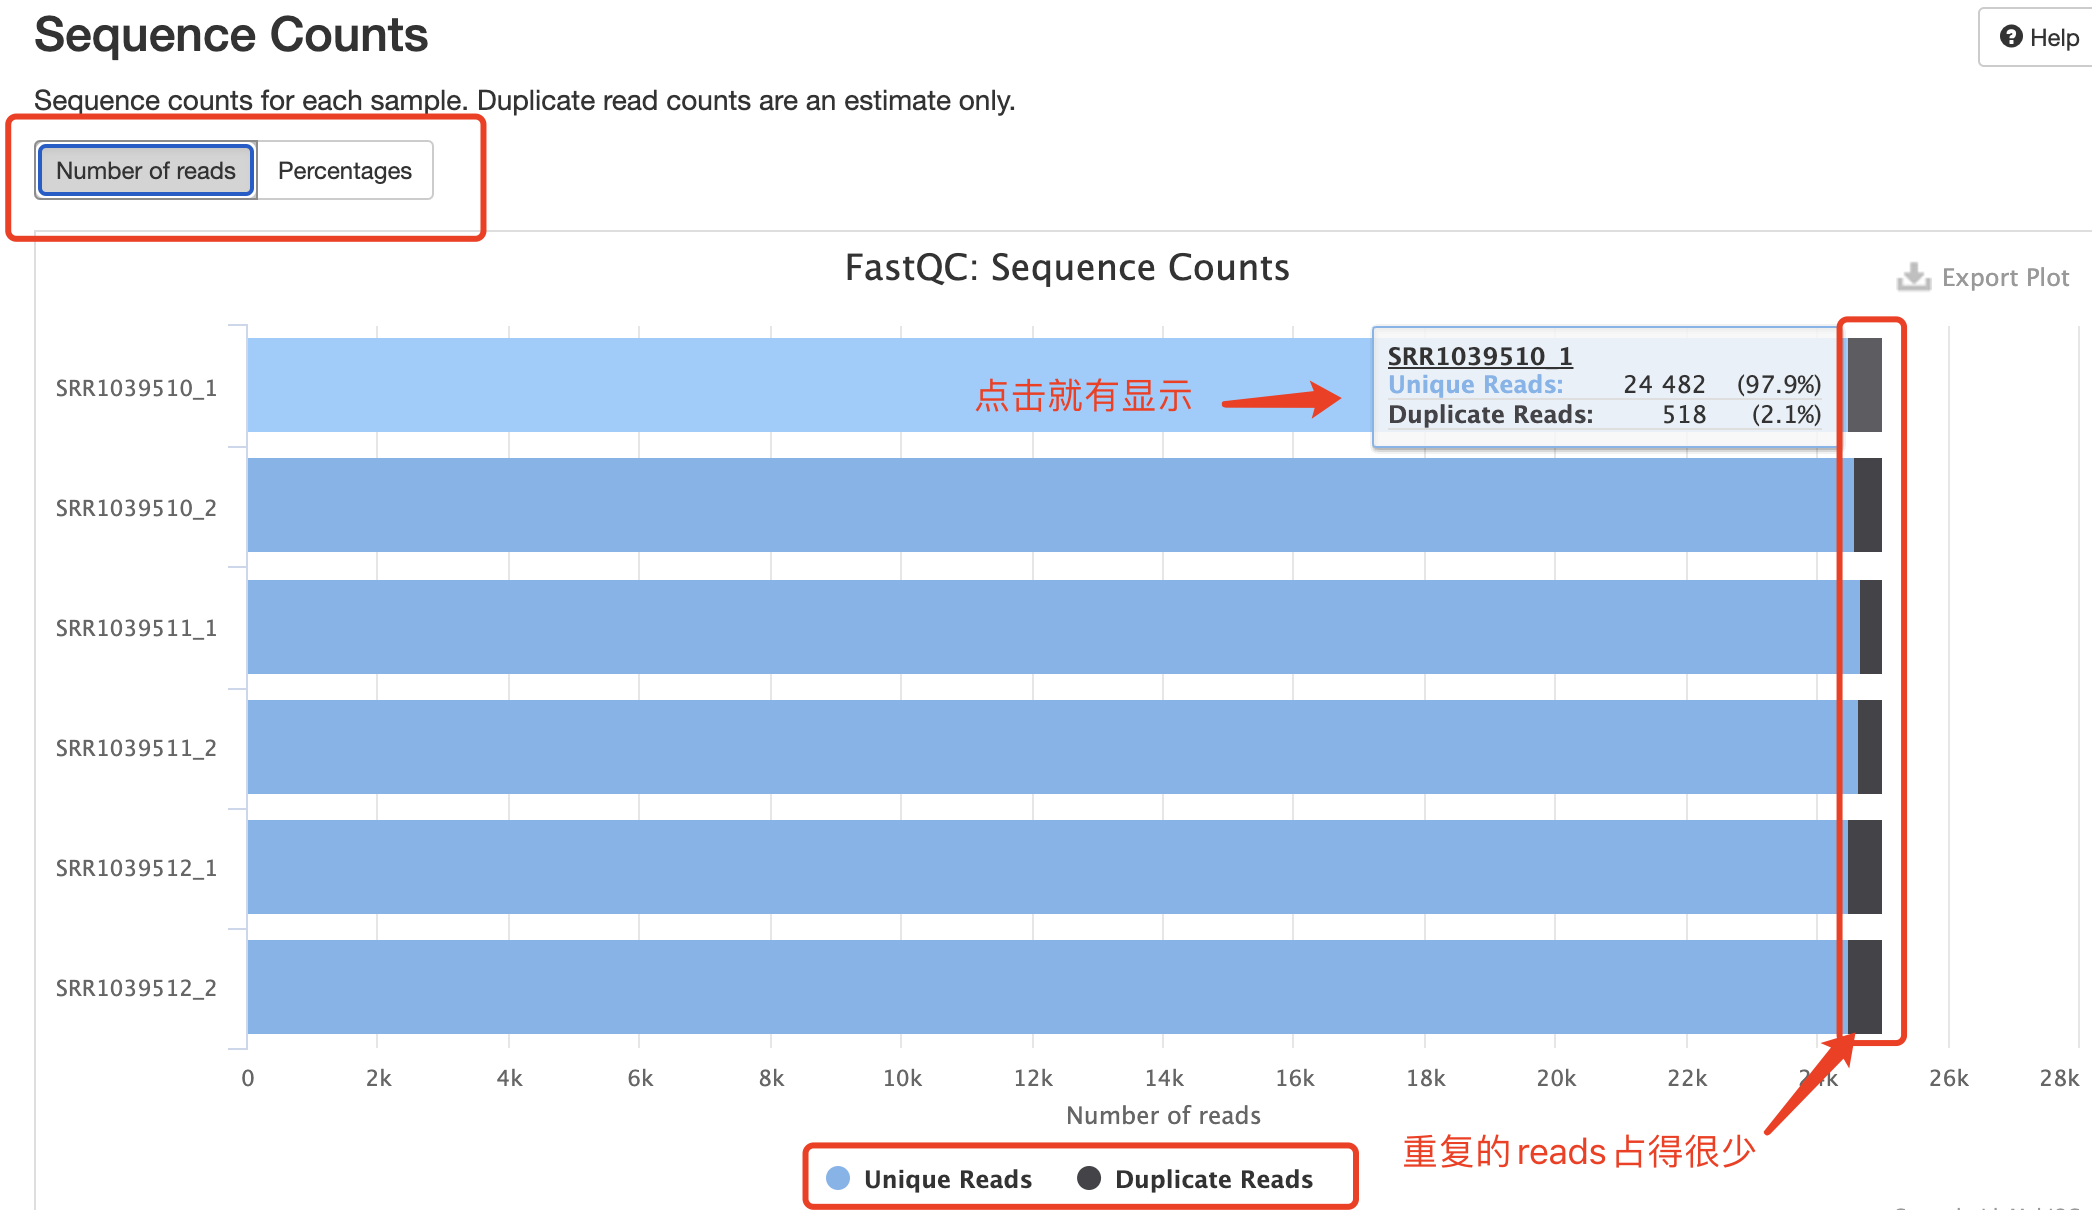 Sequence Counts
Help
Sequence counts for each sample. Duplicate read counts are an estimate only.
Number of reads Percentages
FastQC: Sequence Counts
Export Plot
SRR1039510_1
SRR1039510_1
Unique Reads: 24 482 (97.9%)
Duplicate Reads: 518 (2.1%)
点击就有显示
SRR1039510_2
SRR1039511_1
SRR1039511_2
SRR1039512_1
SRR1039512_2
0 2k 4k 6k 8k 10k 12k 14k 16k 18k 20k 22k 24k 26k 28k
Number of reads
重复的reads占得很少
Unique Reads Duplicate Reads